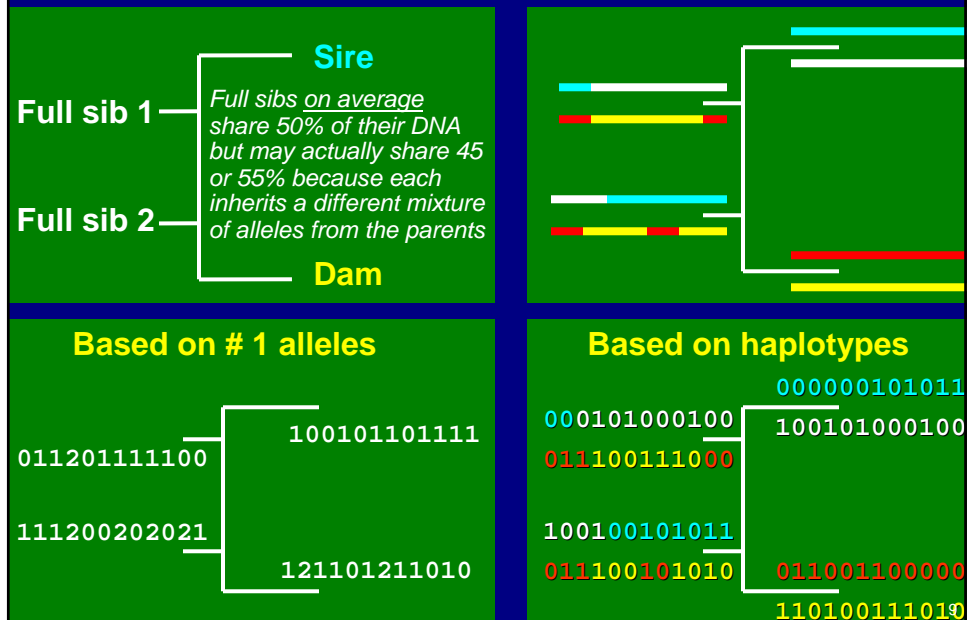 Sire
Full sib 1
Full sibs on average
share 50% of their DNA
but may actually share 45
or 55% because each
inherits a different mixture
of alleles from the parents
Full sib 2
Dam
Based on # 1 alleles
100101101111
011201111100
111200202021
121101211010
Based on haplotypes
000000101011
000101000100
100101000100
011100111000
100100101011
011100101010
011001100000
110100111010
9